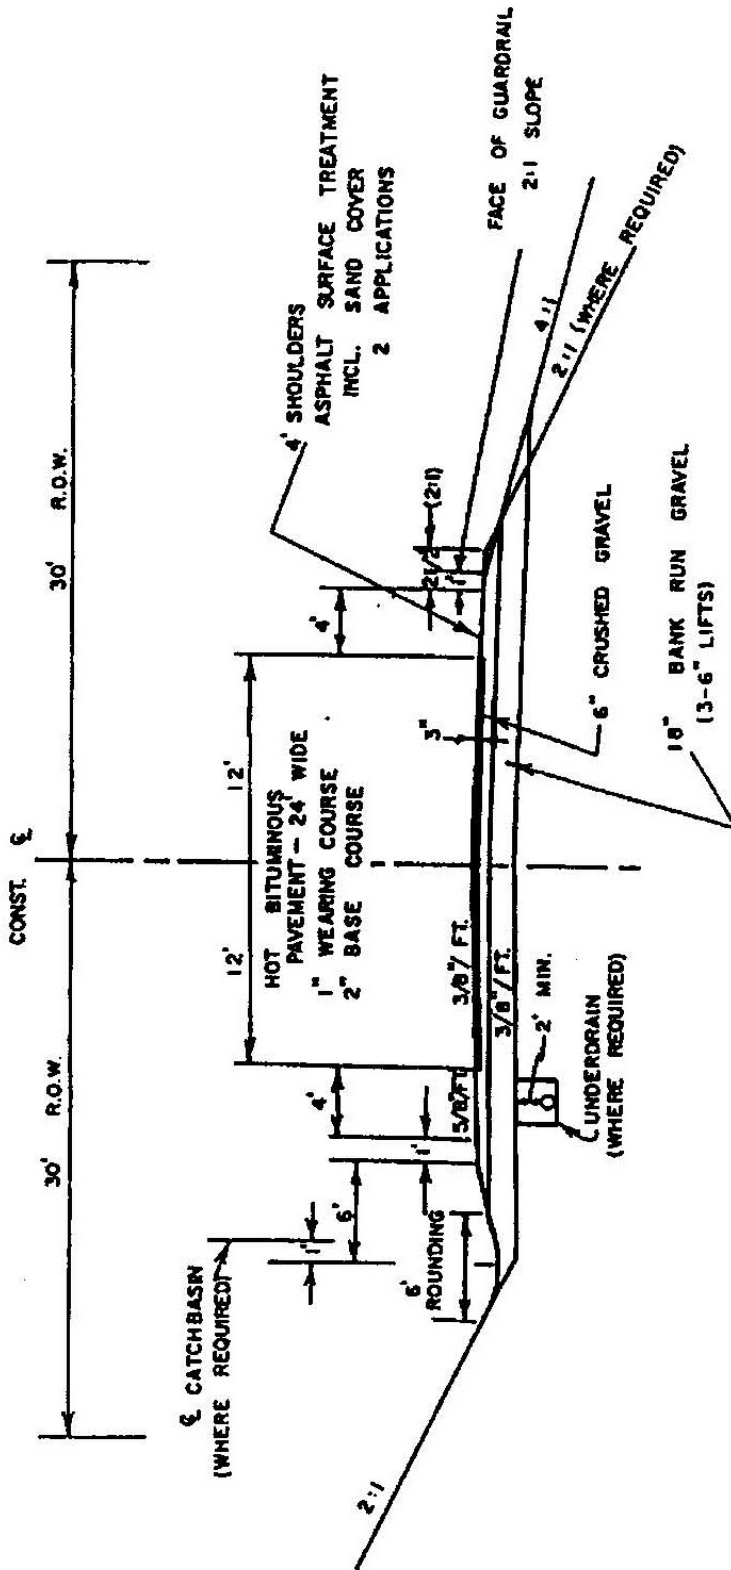 CONST. ℄
30' R.O.W.
30' R.O.W.
℄ CATCHBASIN
(WHERE REQUIRED)
1'
6'
6'
ROUNDING
1'
4'
12'
12'
HOT BITUMINOUS
PAVEMENT - 24' WIDE
1" WEARING COURSE
2" BASE COURSE
4'
4' SHOULDERS
ASPHALT SURFACE TREATMENT
INCL. SAND COVER
2 APPLICATIONS
(2:1)
1'
FACE OF GUARDRAIL
2:1 SLOPE
5/8"/FT.
3/8"/FT.
3/8"/FT.
3"
2:1
4:1
2:1 (WHERE REQUIRED)
2' MIN.
UNDERDRAIN
(WHERE REQUIRED)
6" CRUSHED GRAVEL
18" BANK RUN GRAVEL
(3-6" LIFTS)